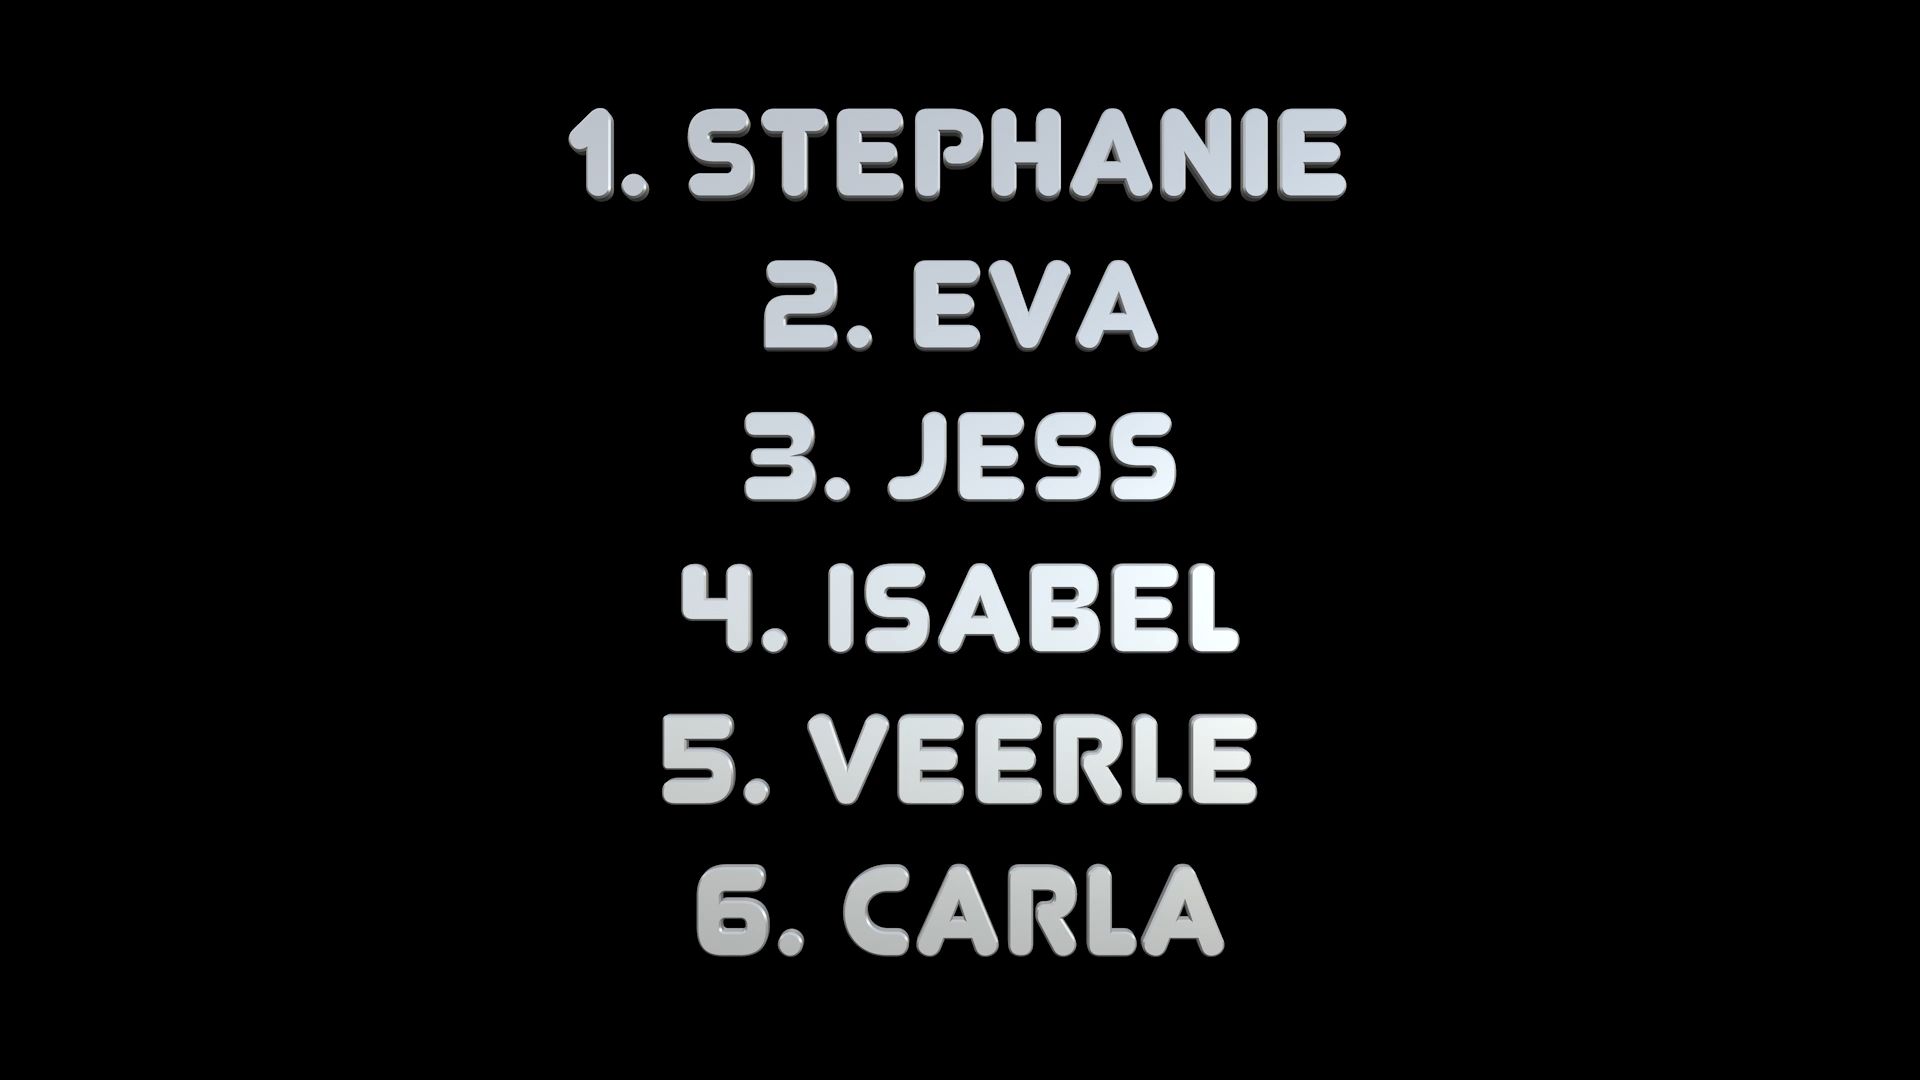 1. STEPHANIE
2. EVA
3. JESS
4. ISABEL
5. VEERLE
6. CARLA